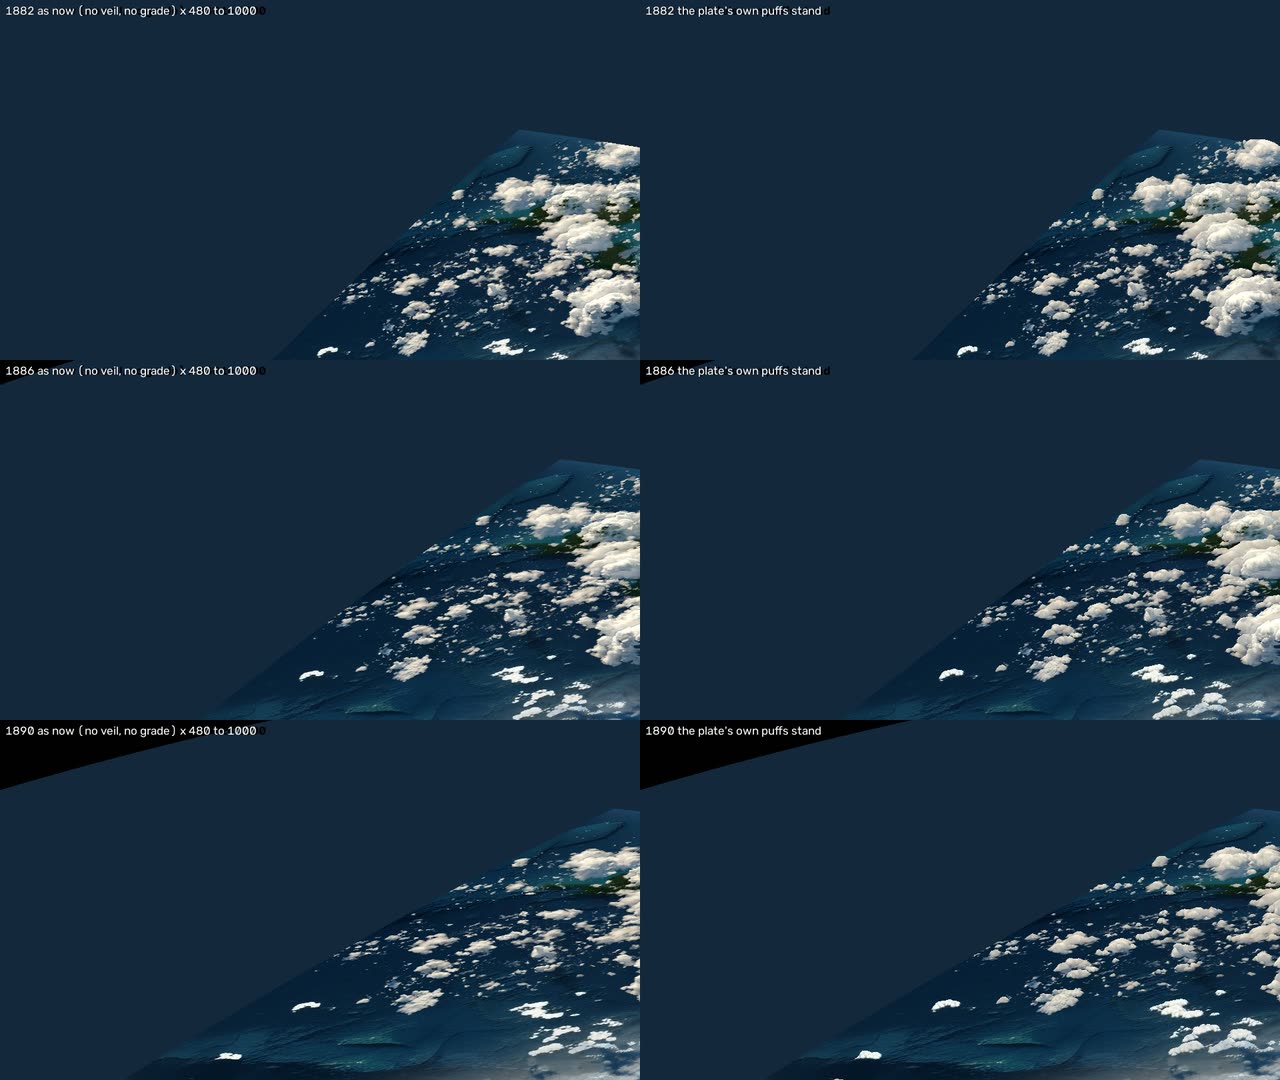 1882 as now (no veil, no grade) x 480 to 1000
1882 the plate's own puffs stand
1886 as now (no veil, no grade) x 480 to 1000
1886 the plate's own puffs stand
1890 as now (no veil, no grade) x 480 to 1000
1890 the plate's own puffs stand